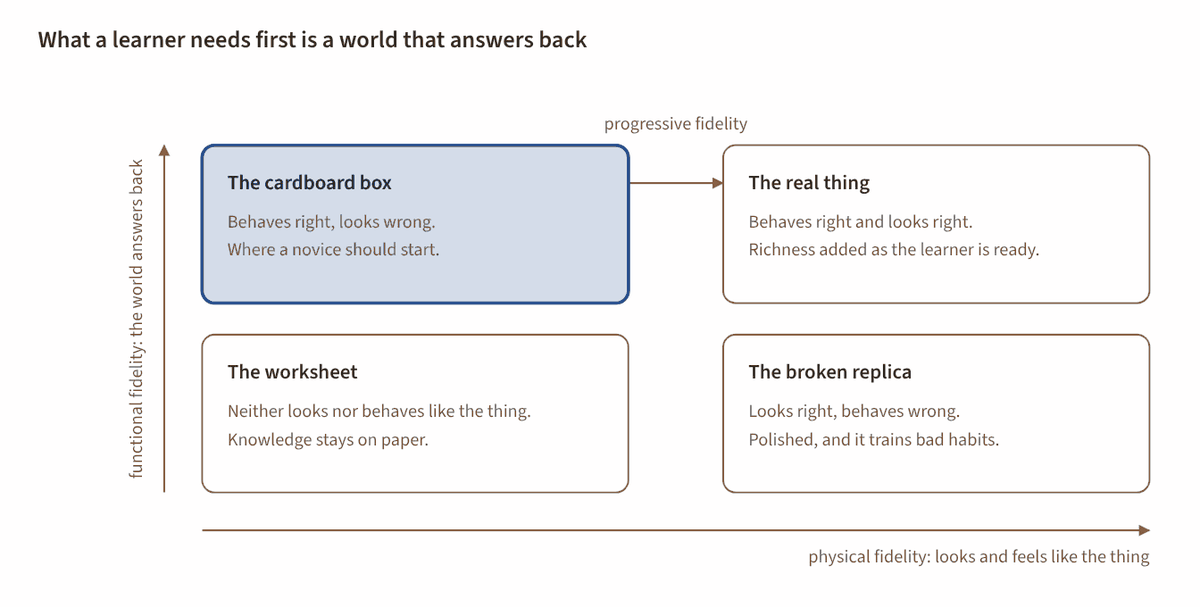 What a learner needs first is a world that answers back
progressive fidelity
functional fidelity: the world answers back
The cardboard box
Behaves right, looks wrong.
Where a novice should start.
The real thing
Behaves right and looks right.
Richness added as the learner is ready.
The worksheet
Neither looks nor behaves like the thing.
Knowledge stays on paper.
The broken replica
Looks right, behaves wrong.
Polished, and it trains bad habits.
physical fidelity: looks and feels like the thing